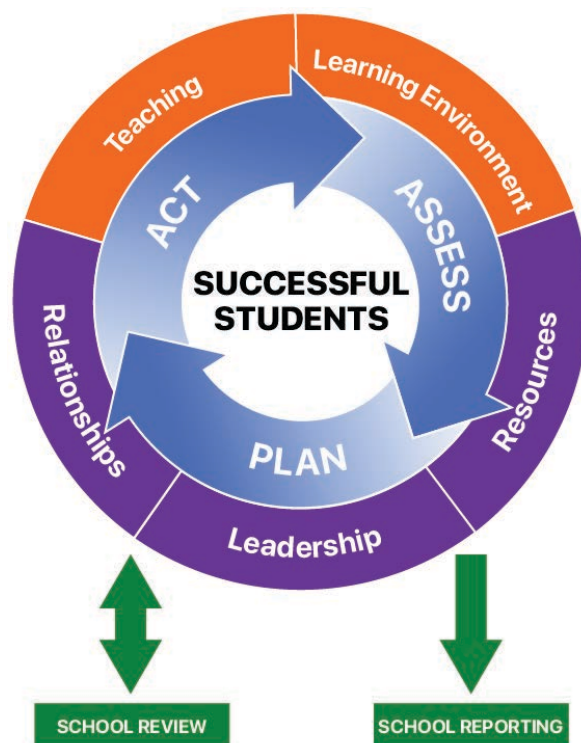 Teaching
Learning Environment
ACT
ASSESS
SUCCESSFUL
STUDENTS
Relationships
Resources
PLAN
Leadership
SCHOOL REVIEW
SCHOOL REPORTING